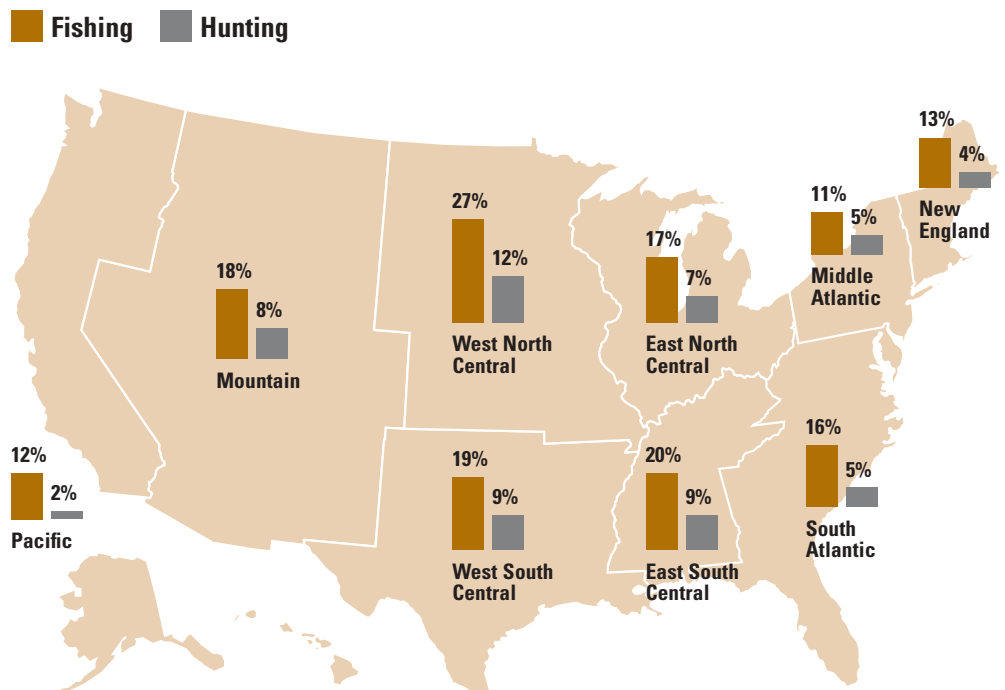 Fishing Hunting
13%
4%
New
England
11%
5%
Middle
Atlantic
27%
12%
West North
Central
17%
7%
East North
Central
18%
8%
Mountain
16%
5%
South
Atlantic
12%
2%
Pacific
19%
9%
West South
Central
20%
9%
East South
Central